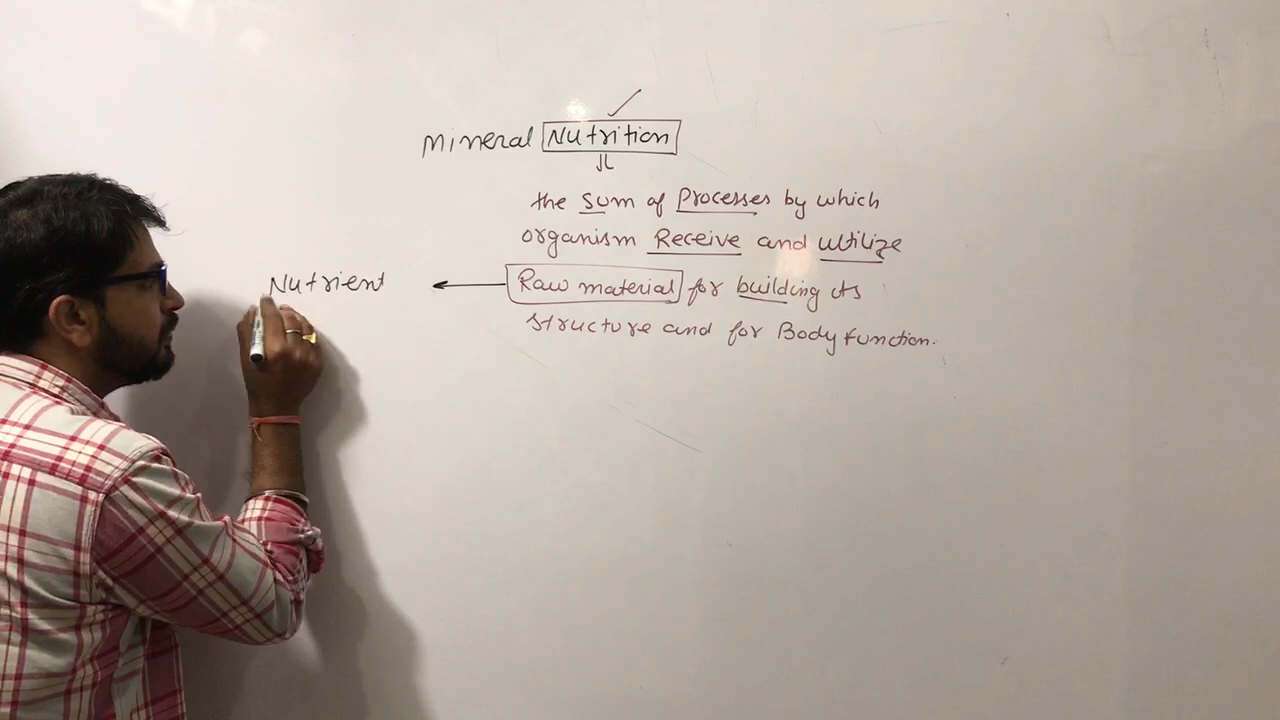 Mineral Nutrition
the sum of Processes by which
organism Receive and utilize
Nutrient ← Raw material for building its
structure and for Body function.